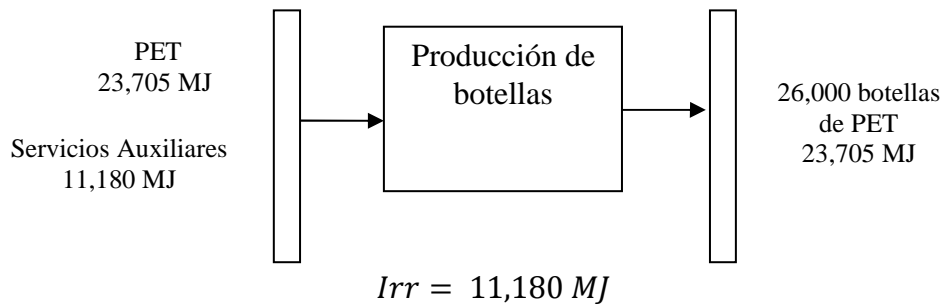 PET
23,705 MJ
Servicios Auxiliares
11,180 MJ
Producción de
botellas
26,000 botellas
de PET
23,705 MJ
Irr = 11,180 MJ